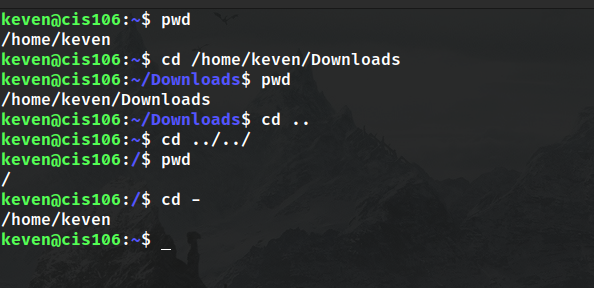 keven@cis106:~$ pwd
/home/keven
keven@cis106:~$ cd /home/keven/Downloads
keven@cis106:~/Downloads$ pwd
/home/keven/Downloads
keven@cis106:~/Downloads$ cd ..
keven@cis106:~$ cd ../../
keven@cis106:/$ pwd
/
keven@cis106:/$ cd -
/home/keven
keven@cis106:~$ _